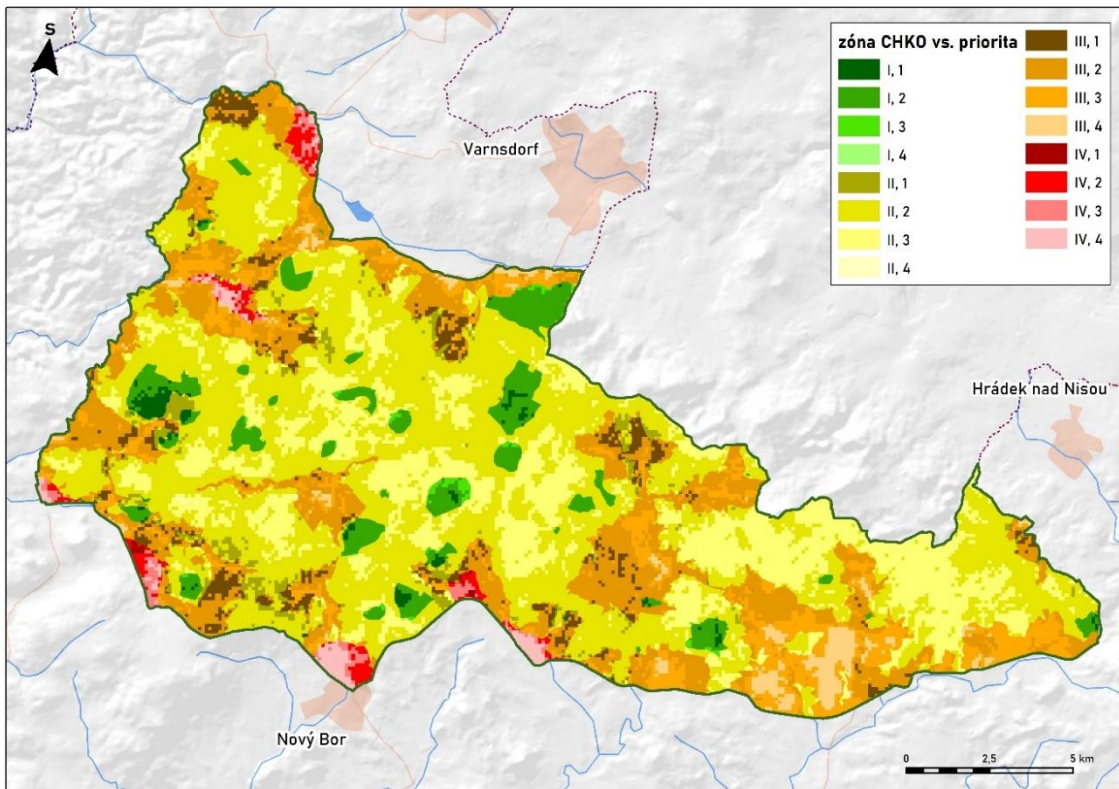 S
zóna CHKO vs. priorita
I, 1
I, 2
I, 3
I, 4
II, 1
II, 2
II, 3
II, 4
III, 1
III, 2
III, 3
III, 4
IV, 1
IV, 2
IV, 3
IV, 4
Varnsdorf
Hrádek nad Nisou
Nový Bor
0 2,5 5 km